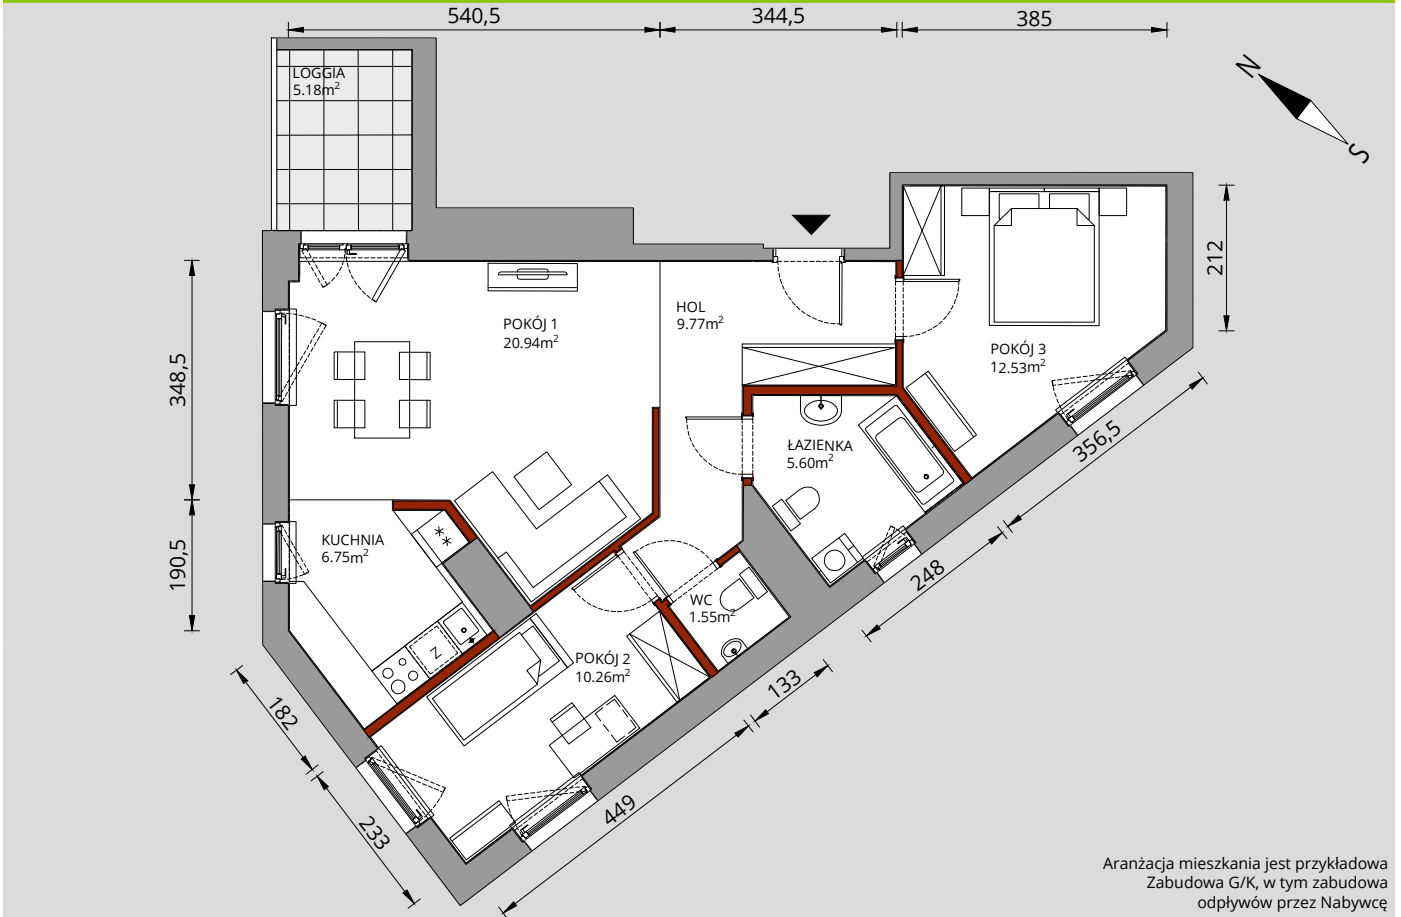 540,5
344,5
385
LOGGIA
5.18m²
N
S
212
HOL
9.77m²
POKÓJ 1
20.94m²
POKÓJ 3
12.53m²
348,5
356,5
ŁAZIENKA
5.60m²
KUCHNIA
6.75m²
**
190,5
248
WC
1.55m²
Z
POKÓJ 2
10.26m²
133
182
449
233
Aranżacja mieszkania jest przykładowa
Zabudowa G/K, w tym zabudowa
odpływów przez Nabywcę